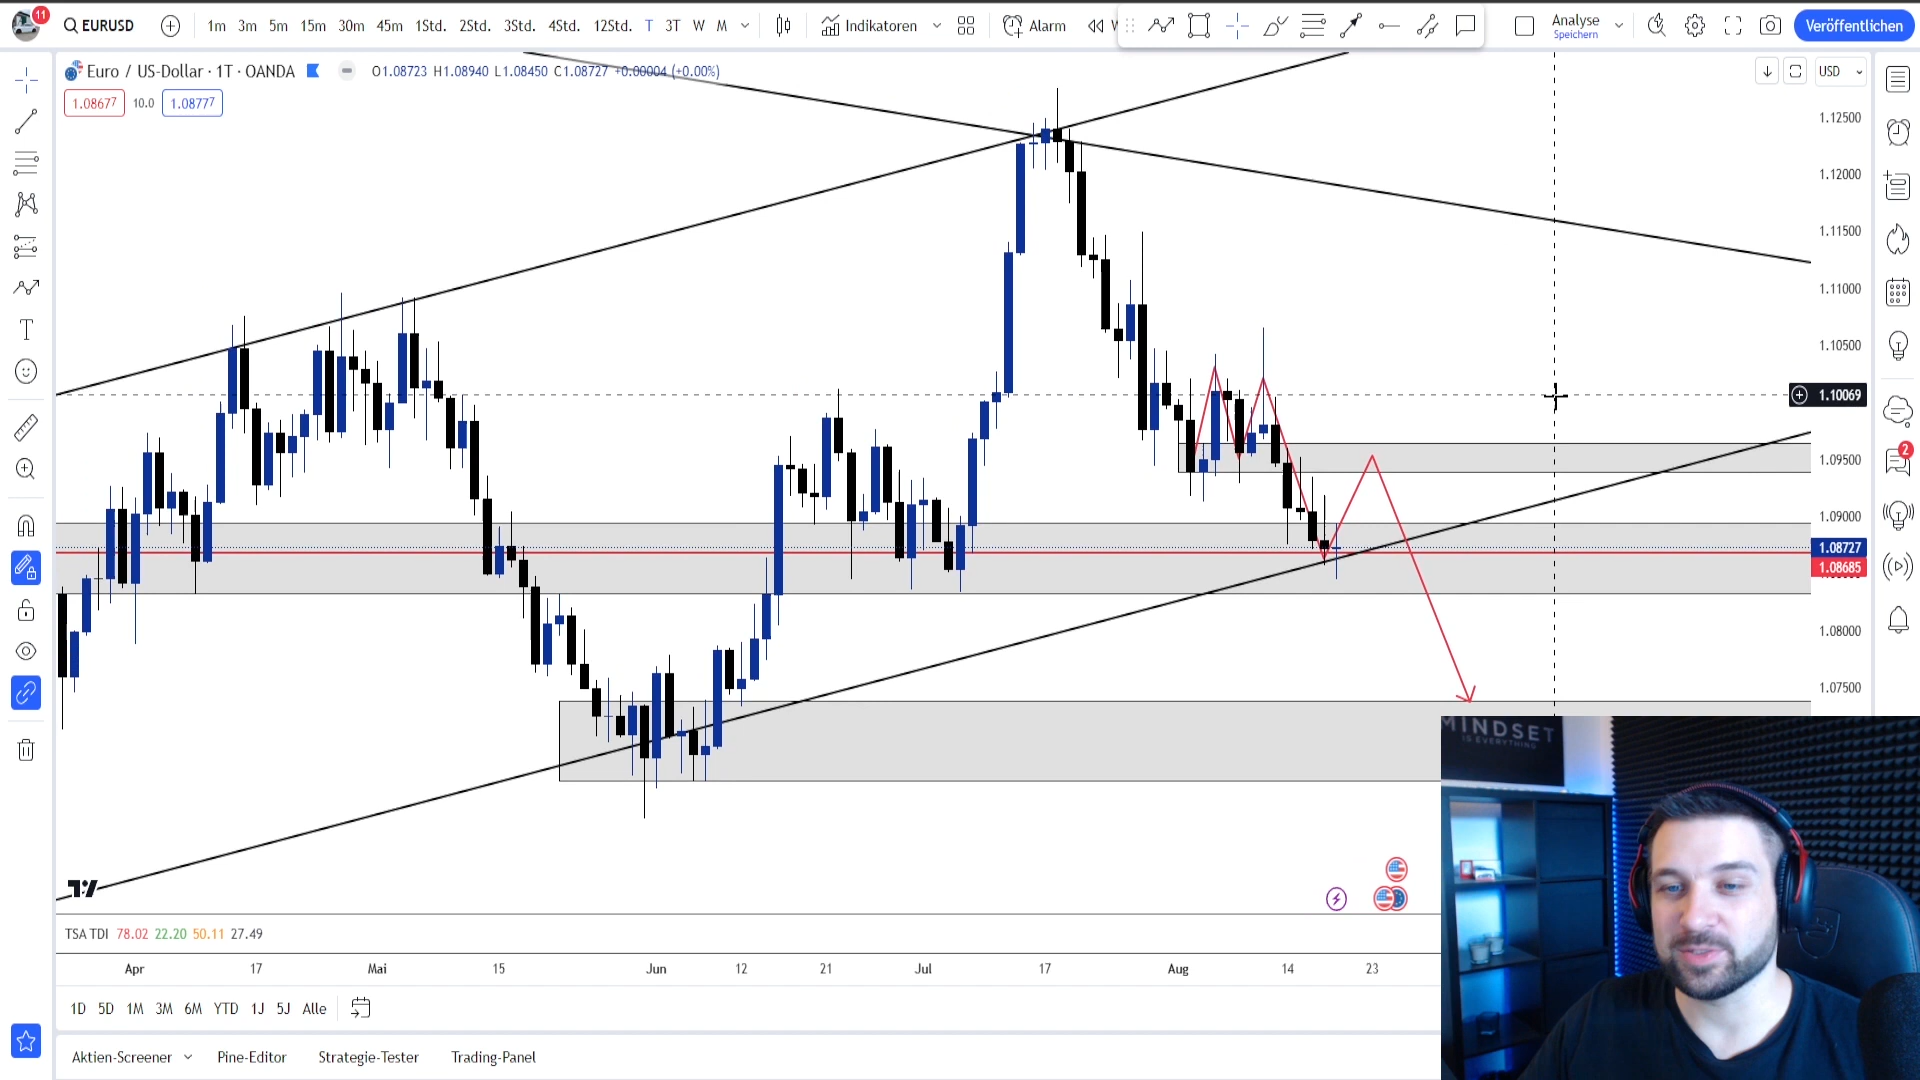 11
EURUSD
1m 3m 5m 15m 30m 45m 1Std. 2Std. 3Std. 4Std. 12Std. T 3T W M
Indikatoren
Alarm
Analyse
Speichern
Veröffentlichen
Euro / US-Dollar · 1T · OANDA
O1.08723 H1.08940 L1.08450 C1.08727 +0.00004 (+0.00%)
USD
1.08677 10.0 1.08777
1.12500
1.12000
1.11500
1.11000
1.10500
1.10069
1.09500
1.09000
1.08727
1.08685
1.08000
1.07500
2
MINDSET
IS EVERYTHING
TSA TDI 78.02 22.20 50.11 27.49
Apr 17 Mai 15 Jun 12 21 Jul 17 Aug 14 23
1D 5D 1M 3M 6M YTD 1J 5J Alle
Aktien-Screener Pine-Editor Strategie-Tester Trading-Panel